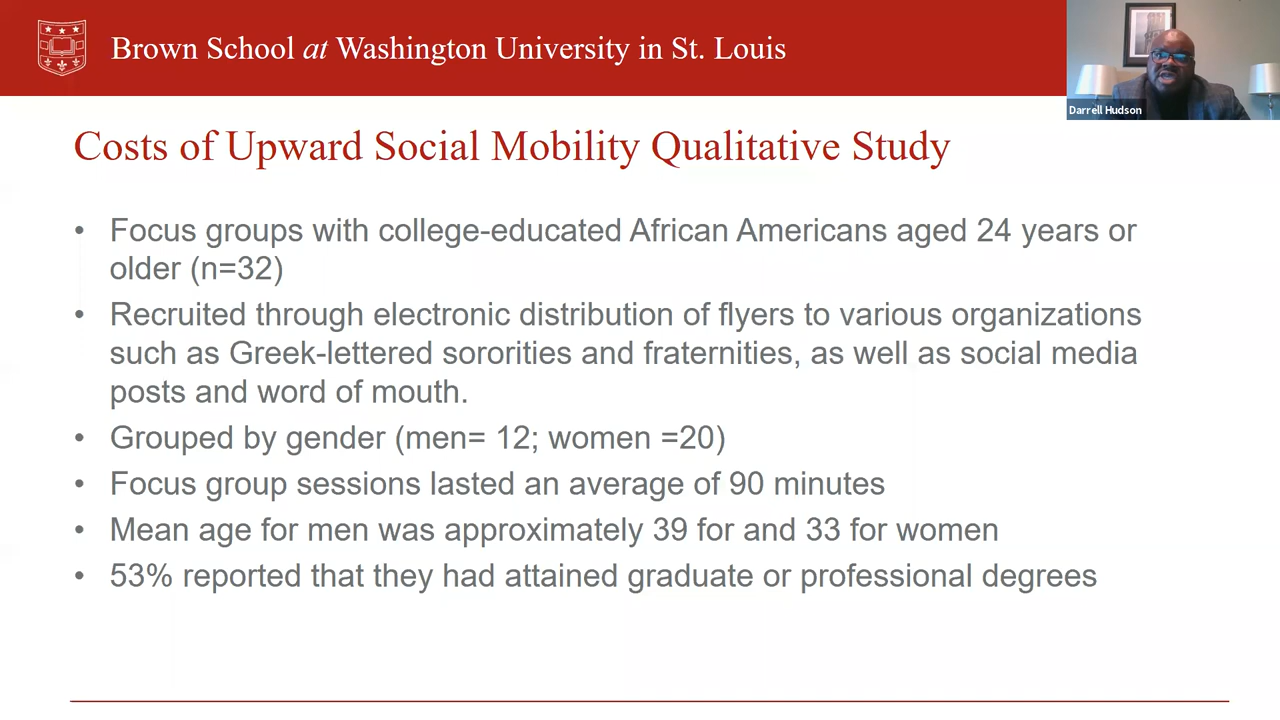 Brown School at Washington University in St. Louis
Darrell Hudson
Costs of Upward Social Mobility Qualitative Study
• Focus groups with college-educated African Americans aged 24 years or
older (n=32)
• Recruited through electronic distribution of flyers to various organizations
such as Greek-lettered sororities and fraternities, as well as social media
posts and word of mouth.
• Grouped by gender (men= 12; women =20)
• Focus group sessions lasted an average of 90 minutes
• Mean age for men was approximately 39 for and 33 for women
• 53% reported that they had attained graduate or professional degrees